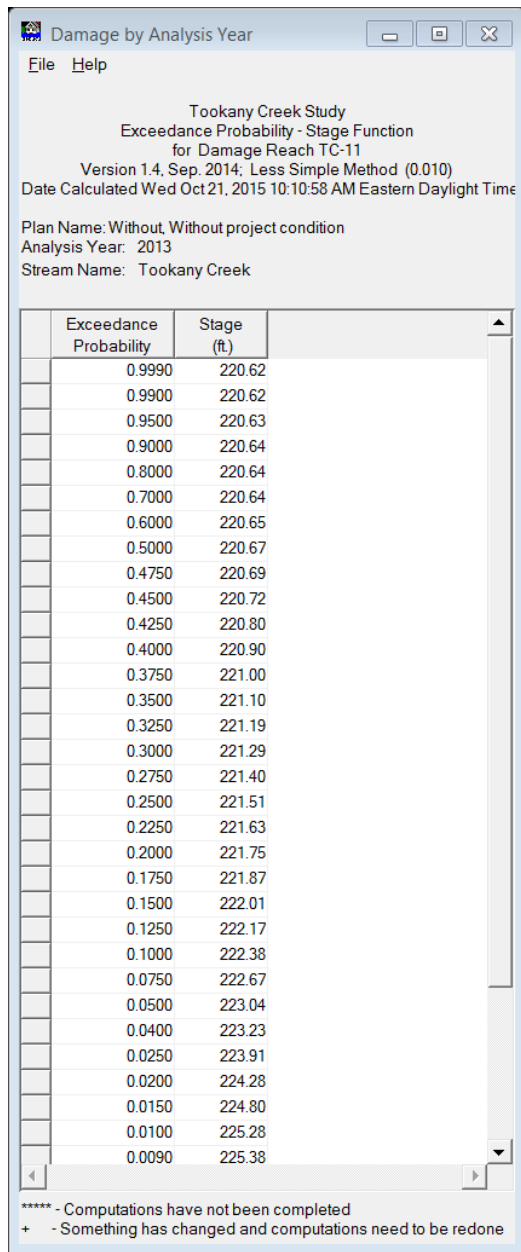 Damage by Analysis Year
File Help
Tookany Creek Study
Exceedance Probability - Stage Function
for Damage Reach TC-11
Version 1.4, Sep. 2014; Less Simple Method (0.010)
Date Calculated Wed Oct 21, 2015 10:10:58 AM Eastern Daylight Time
Plan Name: Without, Without project condition
Analysis Year: 2013
Stream Name: Tookany Creek
Exceedance Stage
Probability (ft.)
0.9990 220.62
0.9900 220.62
0.9500 220.63
0.9000 220.64
0.8000 220.64
0.7000 220.64
0.6000 220.65
0.5000 220.67
0.4750 220.69
0.4500 220.72
0.4250 220.80
0.4000 220.90
0.3750 221.00
0.3500 221.10
0.3250 221.19
0.3000 221.29
0.2750 221.40
0.2500 221.51
0.2250 221.63
0.2000 221.75
0.1750 221.87
0.1500 222.01
0.1250 222.17
0.1000 222.38
0.0750 222.67
0.0500 223.04
0.0400 223.23
0.0250 223.91
0.0200 224.28
0.0150 224.80
0.0100 225.28
0.0090 225.38
***** - Computations have not been completed
+ - Something has changed and computations need to be redone